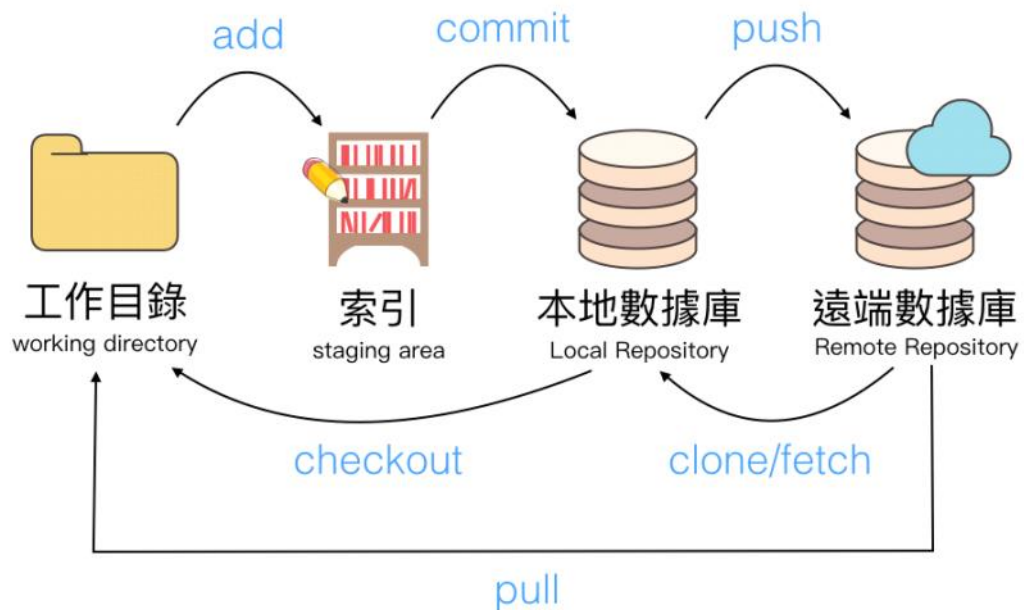 add
commit
push
工作目錄
working directory
索引
staging area
本地數據庫
Local Repository
遠端數據庫
Remote Repository
checkout
clone/fetch
pull